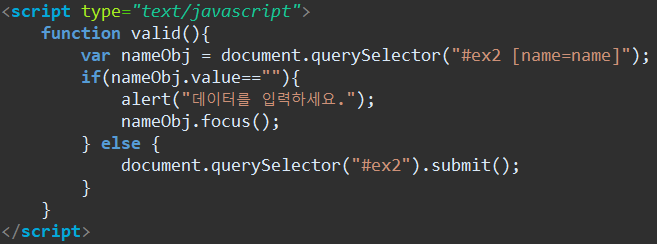 <script type="text/javascript">
    function valid(){
        var nameObj = document.querySelector("#ex2 [name=name]");
        if(nameObj.value==""){
            alert("데이터를 입력하세요.");
            nameObj.focus();
        } else {
            document.querySelector("#ex2").submit();
        }
    }
</script>